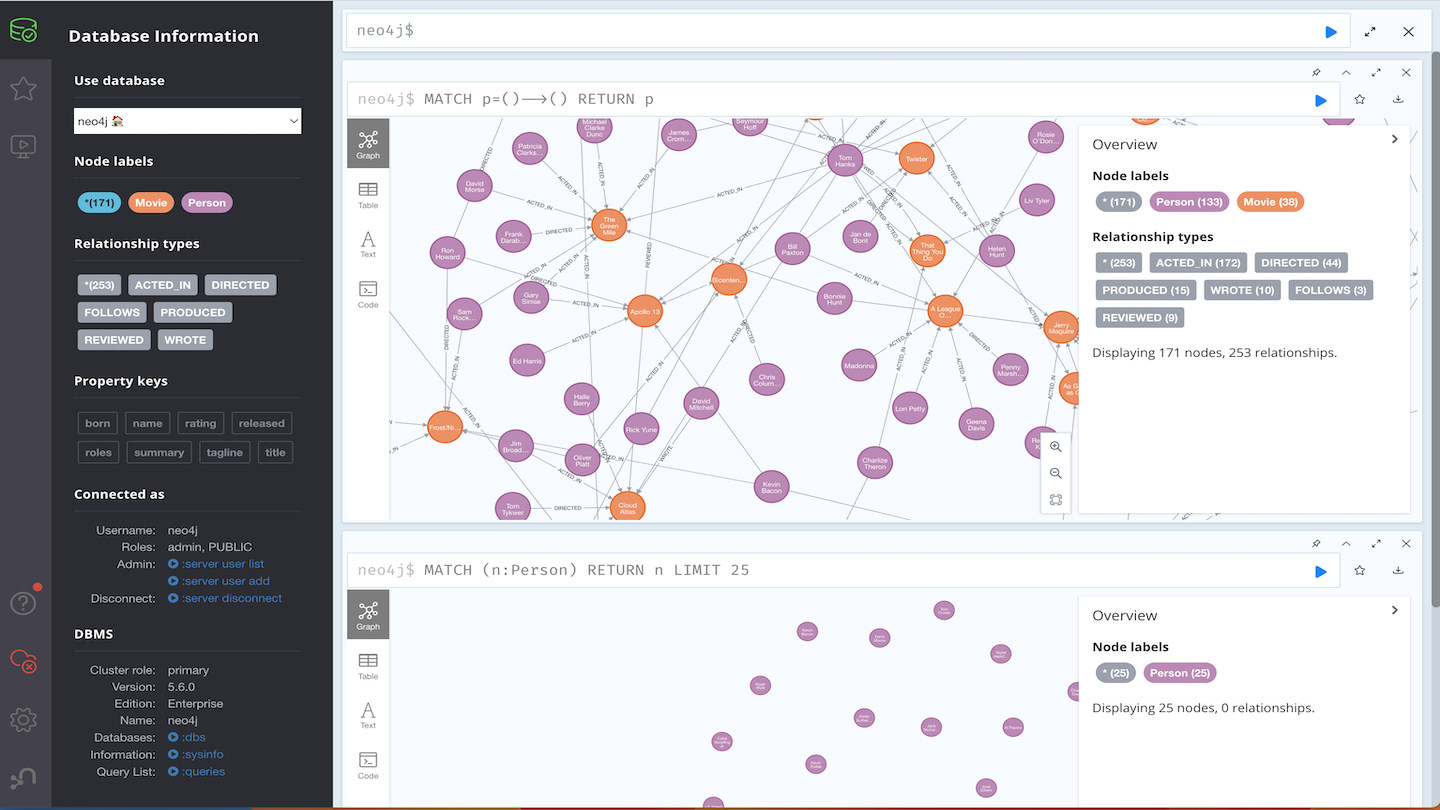 Database Information
Use database
neo4j
Node labels
*(171) Movie Person
Relationship types
*(253) ACTED_IN DIRECTED
FOLLOWS PRODUCED
REVIEWED WROTE
Property keys
born name rating released
roles summary tagline title
Connected as
Username: neo4j
Roles: admin, PUBLIC
Admin: :server user list
:server user add
Disconnect: :server disconnect
DBMS
Cluster role: primary
Version: 5.6.0
Edition: Enterprise
Name: neo4j
Databases: :dbs
Information: :sysinfo
Query List: :queries
neo4j$
neo4j$ MATCH p=()-->() RETURN p
Graph
Table
Text
Code
Michael Clarke Dunc
James Crom...
Seymour Hoff
Patricia Clarks...
David Morse
Tom Hanks
Twister
Rosie O'Don...
Liv Tyler
The Green Mile
Frank Darab...
Ron Howard
Jan de Bont
Bill Paxton
That Thing You Do
Helen Hunt
Bicenten...
Gary Sinise
Bonnie Hunt
Sam Rock...
Apollo 13
A League O...
Jerry Maguire
Ed Harris
Madonna
Penny Marsh...
Chris Colum...
Halle Berry
David Mitchell
Lori Petty
Geena Davis
Frost/Ni...
Rick Yune
Jim Broad...
Oliver Platt
Charlize Theron
Kevin Bacon
Tom Tykwer
Cloud Atlas
ACTED_IN
DIRECTED
REVIEWED
WROTE
Overview
Node labels
* (171) Person (133) Movie (38)
Relationship types
* (253) ACTED_IN (172) DIRECTED (44)
PRODUCED (15) WROTE (10) FOLLOWS (3)
REVIEWED (9)
Displaying 171 nodes, 253 relationships.
neo4j$ MATCH (n:Person) RETURN n LIMIT 25
Graph
Table
Text
Code
Overview
Node labels
* (25) Person (25)
Displaying 25 nodes, 0 relationships.